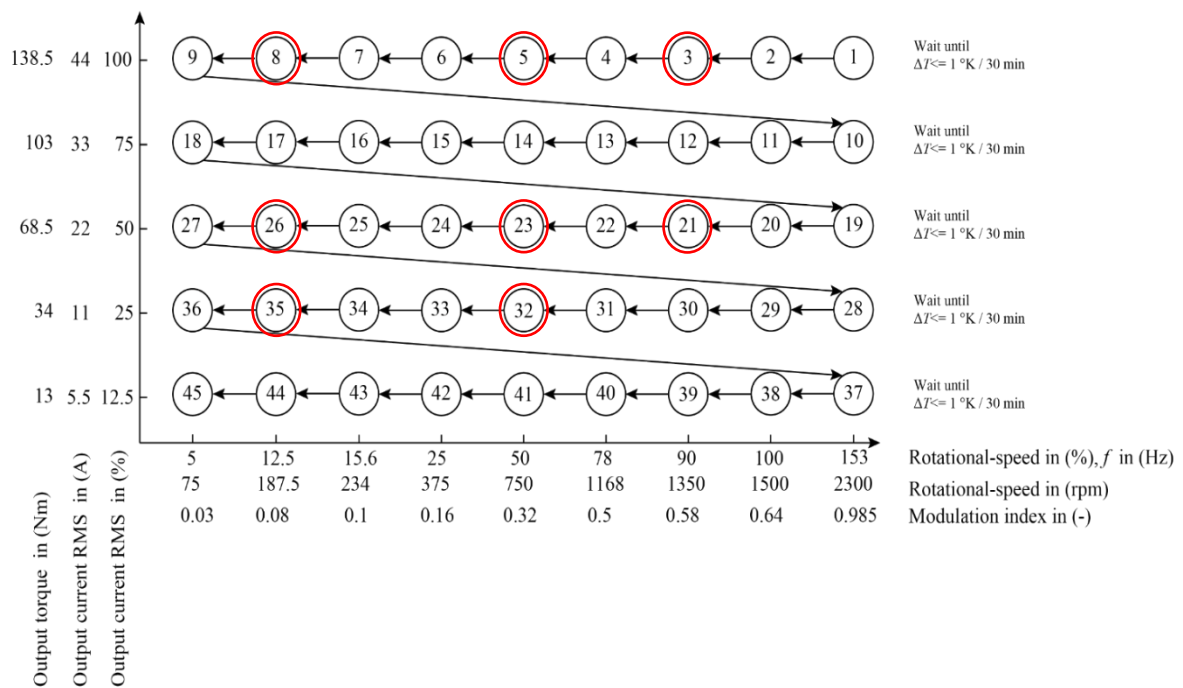 138.5 44 100 9 8 7 6 5 4 3 2 1 Wait until
ΔT<= 1 °K / 30 min
103 33 75 18 17 16 15 14 13 12 11 10 Wait until
ΔT<= 1 °K / 30 min
68.5 22 50 27 26 25 24 23 22 21 20 19 Wait until
ΔT<= 1 °K / 30 min
34 11 25 36 35 34 33 32 31 30 29 28 Wait until
ΔT<= 1 °K / 30 min
13 5.5 12.5 45 44 43 42 41 40 39 38 37 Wait until
ΔT<= 1 °K / 30 min
5 12.5 15.6 25 50 78 90 100 153 Rotational-speed in (%), f in (Hz)
75 187.5 234 375 750 1168 1350 1500 2300 Rotational-speed in (rpm)
0.03 0.08 0.1 0.16 0.32 0.5 0.58 0.64 0.985 Modulation index in (-)
Output torque in (Nm)
Output current RMS in (A)
Output current RMS in (%)